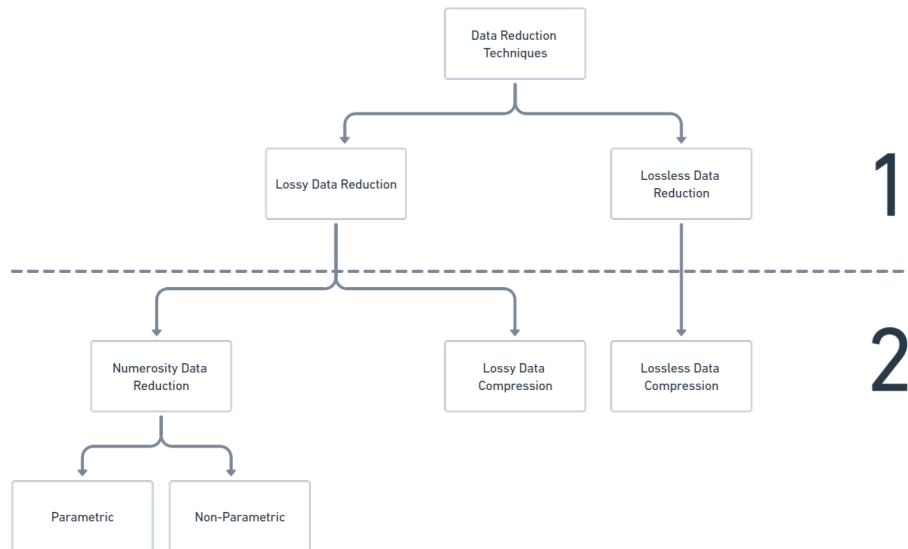 Data Reduction
Techniques
Lossy Data Reduction
Lossless Data
Reduction
1
Numerosity Data
Reduction
Lossy Data
Compression
Lossless Data
Compression
2
Parametric
Non-Parametric